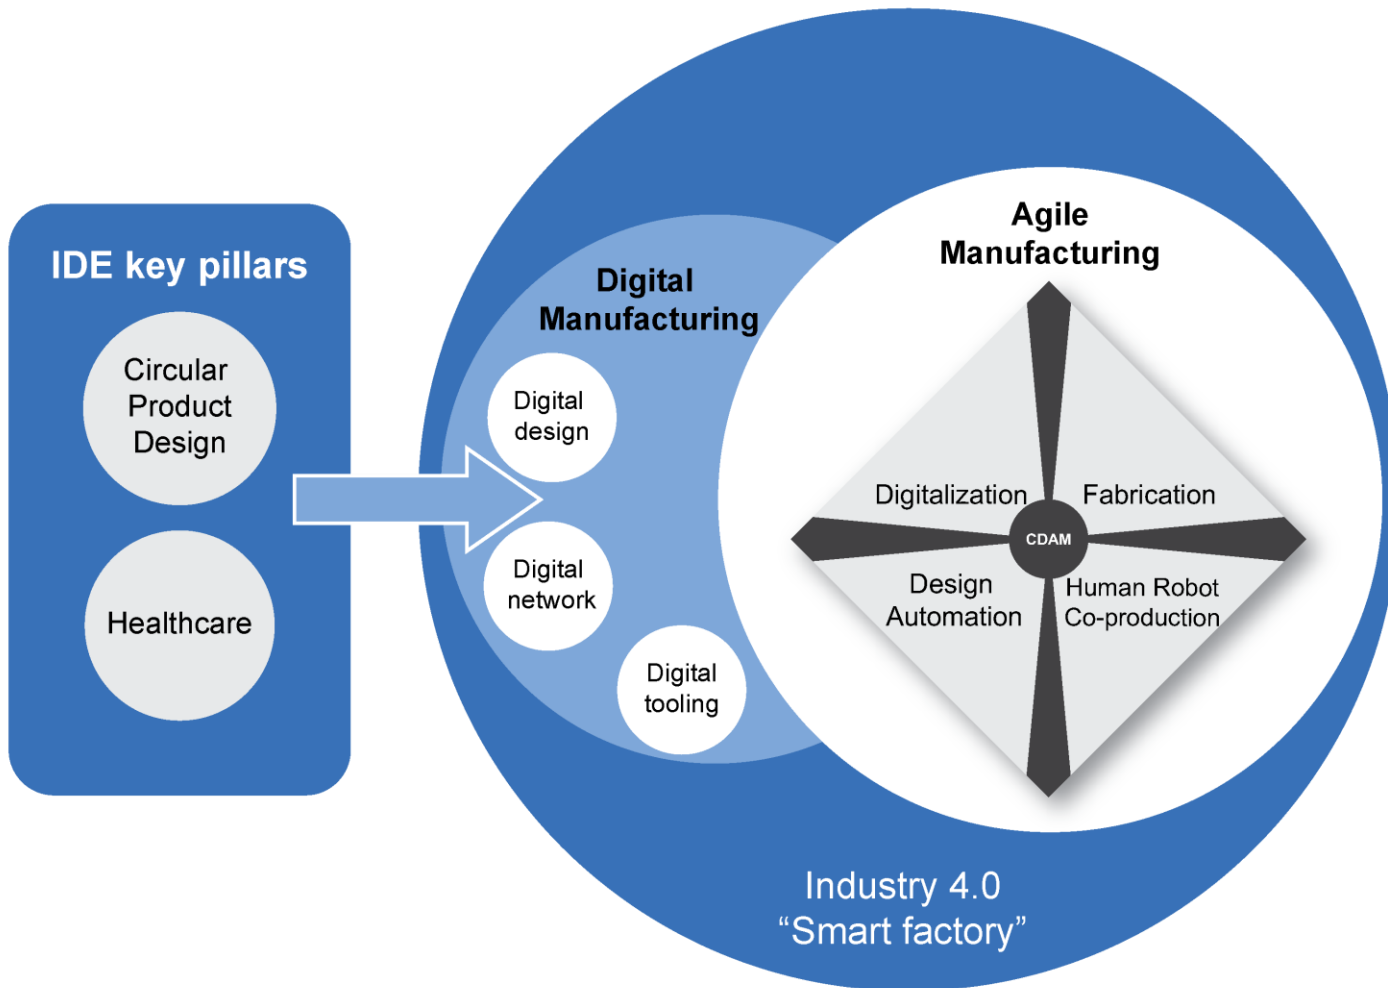 IDE key pillars
Circular
Product
Design
Healthcare
Digital
Manufacturing
Digital
design
Digital
network
Digital
tooling
Agile
Manufacturing
Digitalization
Fabrication
CDAM
Design
Automation
Human Robot
Co-production
Industry 4.0
“Smart factory”